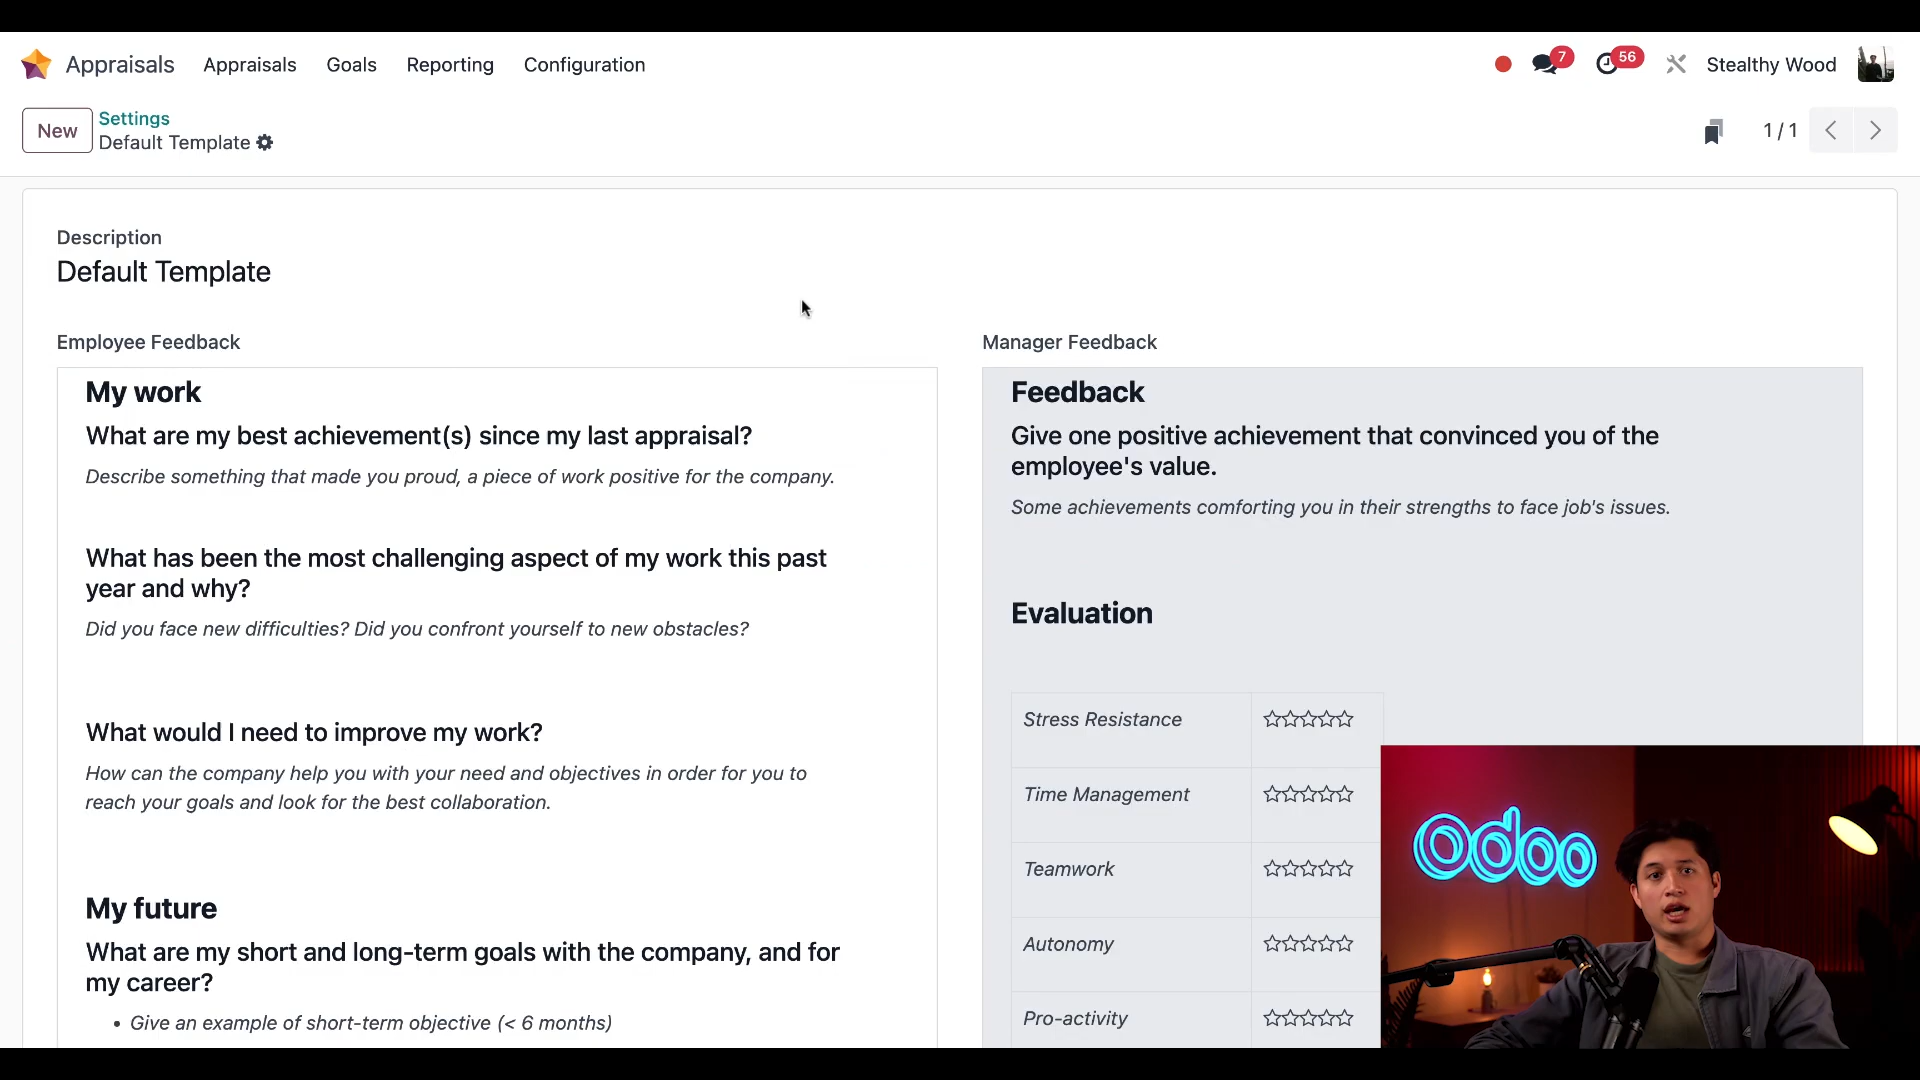 Appraisals Appraisals Goals Reporting Configuration 7 56 Stealthy Wood
New Settings
Default Template 1 / 1
Description
Default Template
Employee Feedback
My work
What are my best achievement(s) since my last appraisal?
Describe something that made you proud, a piece of work positive for the company.
What has been the most challenging aspect of my work this past
year and why?
Did you face new difficulties? Did you confront yourself to new obstacles?
What would I need to improve my work?
How can the company help you with your need and objectives in order for you to
reach your goals and look for the best collaboration.
My future
What are my short and long-term goals with the company, and for
my career?
• Give an example of short-term objective (< 6 months)
Manager Feedback
Feedback
Give one positive achievement that convinced you of the
employee's value.
Some achievements comforting you in their strengths to face job's issues.
Evaluation
Stress Resistance ☆☆☆☆☆
Time Management ☆☆☆☆☆
Teamwork ☆☆☆☆☆
Autonomy ☆☆☆☆☆
Pro-activity ☆☆☆☆☆
odoo